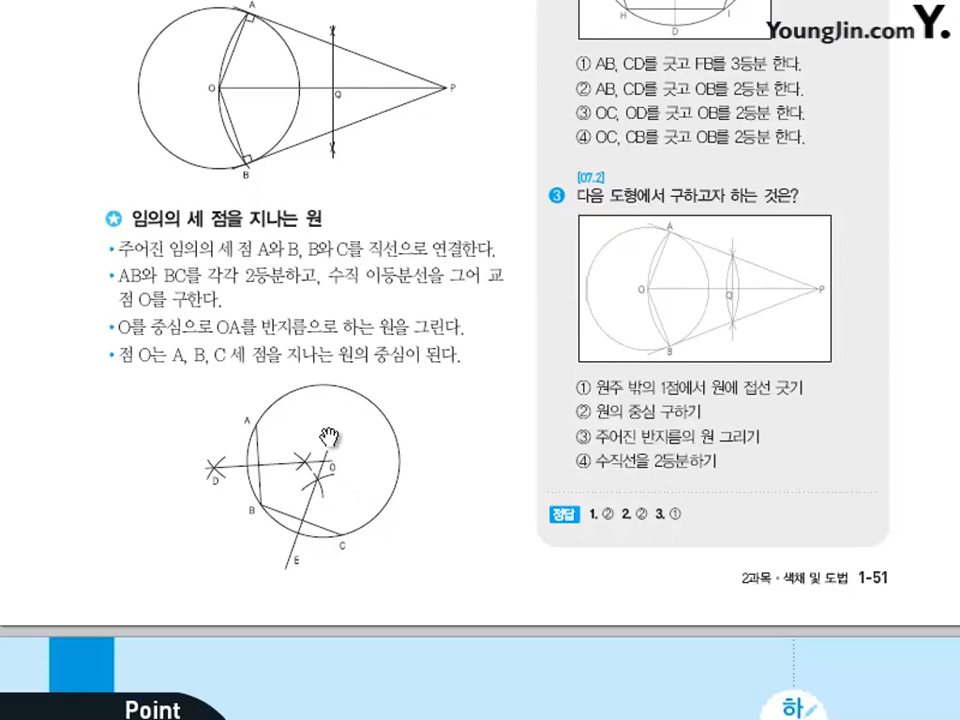 A
O
Q
P
B
임의의 세 점을 지나는 원
• 주어진 임의의 세 점 A와 B, B와 C를 직선으로 연결한다.
• AB와 BC를 각각 2등분하고, 수직 이등분선을 그어 교
점 O를 구한다.
• O를 중심으로 OA를 반지름으로 하는 원을 그린다.
• 점 O는 A, B, C 세 점을 지나는 원의 중심이 된다.
A
D
O
B
C
E
H
I
D
YoungJin.com Y.
① AB, CD를 긋고 FB를 3등분 한다.
② AB, CD를 긋고 OB를 2등분 한다.
③ OC, OD를 긋고 OB를 2등분 한다.
④ OC, CB를 긋고 OB를 2등분 한다.
[07.2]
3 다음 도형에서 구하고자 하는 것은?
A
O
Q
P
B
① 원주 밖의 1점에서 원에 접선 긋기
② 원의 중심 구하기
③ 주어진 반지름의 원 그리기
④ 수직선을 2등분하기
정답 1. ② 2. ② 3. ①
2과목 • 색채 및 도법 1-51
Point
하